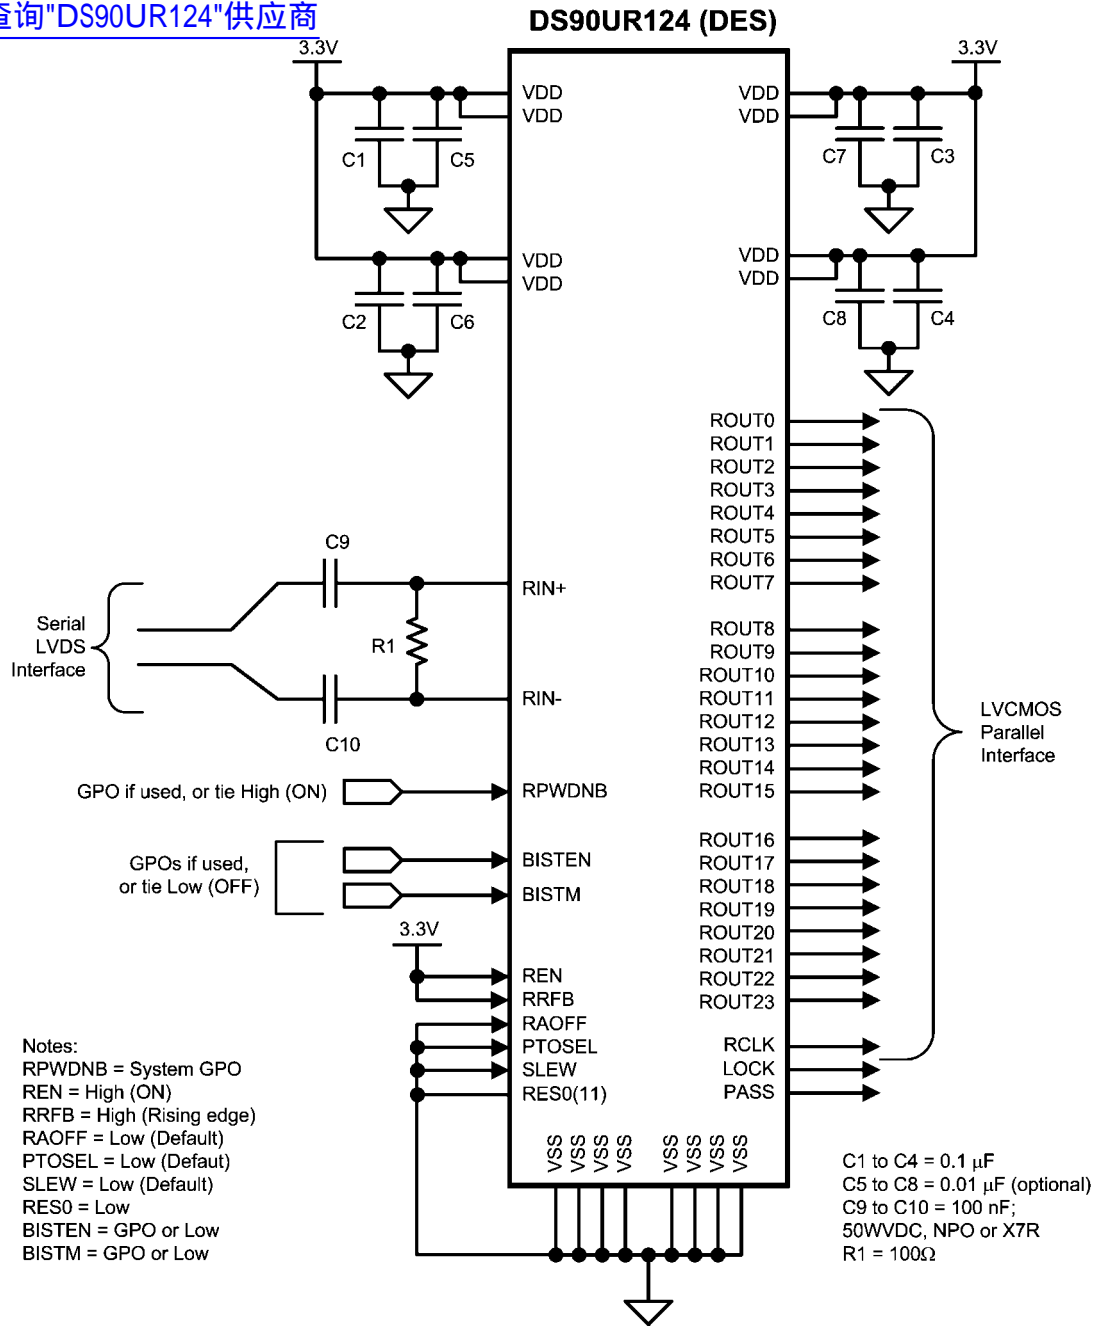 查询"DS90UR124"供应商
DS90UR124 (DES)
3.3V
3.3V
VDD
VDD
VDD
VDD
C1
C5
C7
C3
VDD
VDD
VDD
VDD
C2
C6
C8
C4
ROUT0
ROUT1
ROUT2
ROUT3
ROUT4
ROUT5
ROUT6
ROUT7
C9
RIN+
Serial
LVDS
Interface
R1
RIN-
C10
ROUT8
ROUT9
ROUT10
ROUT11
ROUT12
ROUT13
ROUT14
ROUT15
LVCMOS
Parallel
Interface
GPO if used, or tie High (ON)
RPWDNB
GPOs if used,
or tie Low (OFF)
BISTEN
BISTM
ROUT16
ROUT17
ROUT18
ROUT19
ROUT20
ROUT21
ROUT22
ROUT23
3.3V
REN
RRFB
RAOFF
PTOSEL
SLEW
RES0(11)
RCLK
LOCK
PASS
VSS
VSS
VSS
VSS
VSS
VSS
VSS
VSS
Notes:
RPWDNB = System GPO
REN = High (ON)
RRFB = High (Rising edge)
RAOFF = Low (Default)
PTOSEL = Low (Defaut)
SLEW = Low (Default)
RES0 = Low
BISTEN = GPO or Low
BISTM = GPO or Low
C1 to C4 = 0.1 µF
C5 to C8 = 0.01 µF (optional)
C9 to C10 = 100 nF;
50WVDC, NPO or X7R
R1 = 100Ω